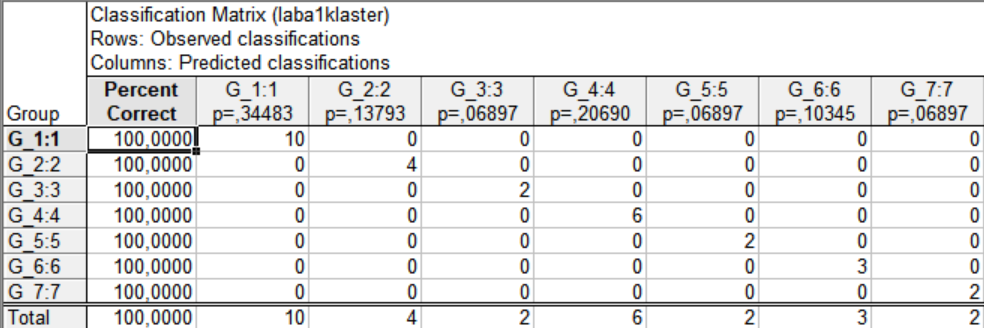 Classification Matrix (laba1klaster)
Rows: Observed classifications
Columns: Predicted classifications
Group Percent Correct G_1:1 p=,34483 G_2:2 p=,13793 G_3:3 p=,06897 G_4:4 p=,20690 G_5:5 p=,06897 G_6:6 p=,10345 G_7:7 p=,06897
G_1:1 100,0000 10 0 0 0 0 0 0
G_2:2 100,0000 0 4 0 0 0 0 0
G_3:3 100,0000 0 0 2 0 0 0 0
G_4:4 100,0000 0 0 0 6 0 0 0
G_5:5 100,0000 0 0 0 0 2 0 0
G_6:6 100,0000 0 0 0 0 0 3 0
G_7:7 100,0000 0 0 0 0 0 0 2
Total 100,0000 10 4 2 6 2 3 2